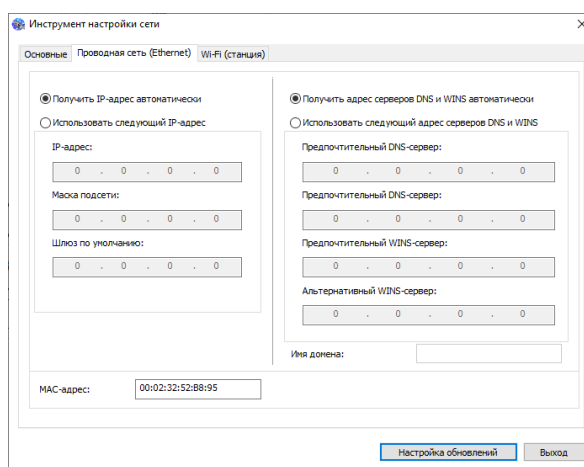 Инструмент настройки сети
Основные
Проводная сеть (Ethernet)
Wi-Fi (станция)
Получить IP-адрес автоматически
Использовать следующий IP-адрес
IP-адрес:
0 . 0 . 0 . 0
Маска подсети:
0 . 0 . 0 . 0
Шлюз по умолчанию:
0 . 0 . 0 . 0
Получить адрес серверов DNS и WINS автоматически
Использовать следующий адрес серверов DNS и WINS
Предпочтительный DNS-сервер:
0 . 0 . 0 . 0
Предпочтительный DNS-сервер:
0 . 0 . 0 . 0
Предпочтительный WINS-сервер:
0 . 0 . 0 . 0
Альтернативный WINS-сервер:
0 . 0 . 0 . 0
Имя домена:
MAC-адрес:
00:02:32:52:B8:95
Настройка обновлений
Выход